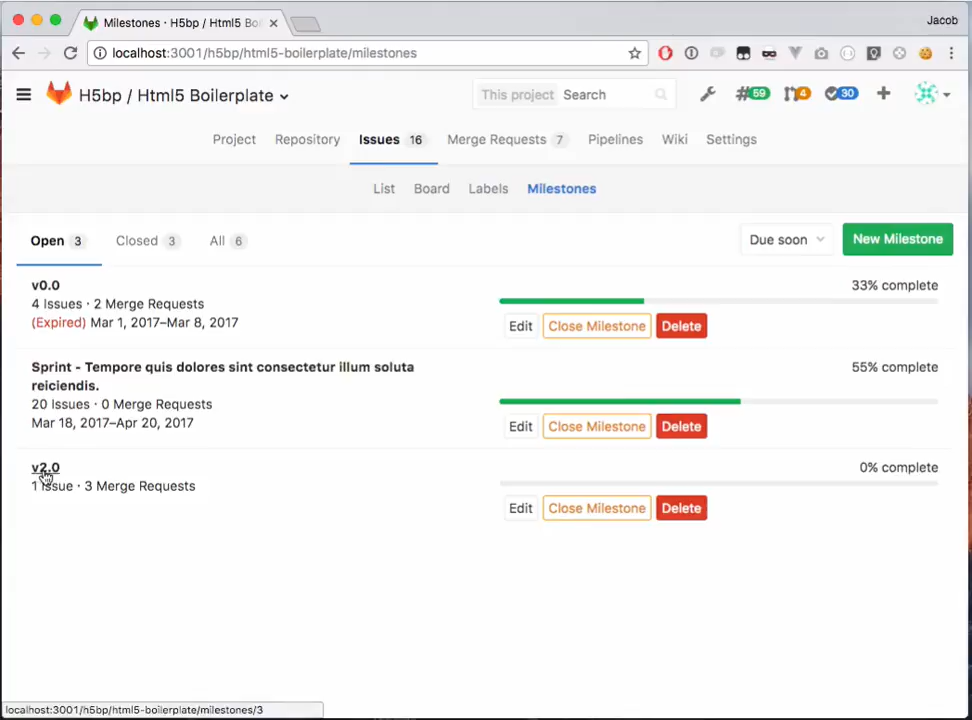 Milestones · H5bp / Html5 Boi
Jacob
localhost:3001/h5bp/html5-boilerplate/milestones
H5bp / Html5 Boilerplate
This project Search
59
4
30
Project Repository Issues 16 Merge Requests 7 Pipelines Wiki Settings
List Board Labels Milestones
Open 3 Closed 3 All 6
Due soon
New Milestone
v0.0
33% complete
4 Issues · 2 Merge Requests
(Expired) Mar 1, 2017–Mar 8, 2017
Edit Close Milestone Delete
Sprint - Tempore quis dolores sint consectetur illum soluta
reiciendis.
55% complete
20 Issues · 0 Merge Requests
Mar 18, 2017–Apr 20, 2017
Edit Close Milestone Delete
v2.0
0% complete
1 Issue · 3 Merge Requests
Edit Close Milestone Delete
localhost:3001/h5bp/html5-boilerplate/milestones/3